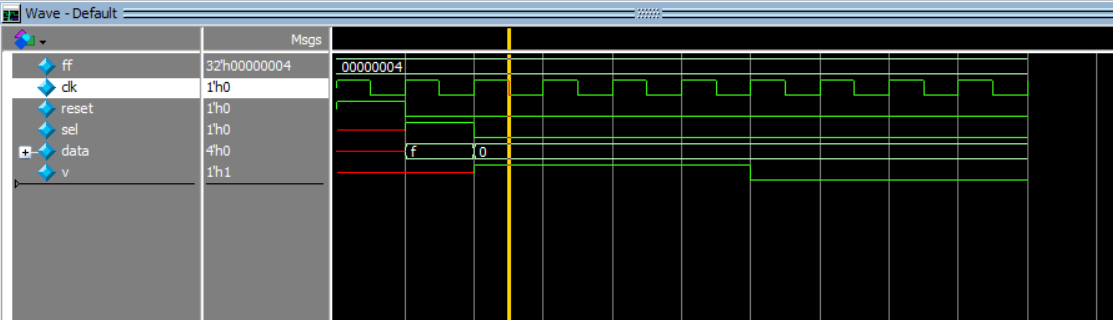 Wave - Default
Msgs
ff 32'h00000004 00000004
clk 1'h0
reset 1'h0
sel 1'h0
data 4'h0 f 0
v 1'h1